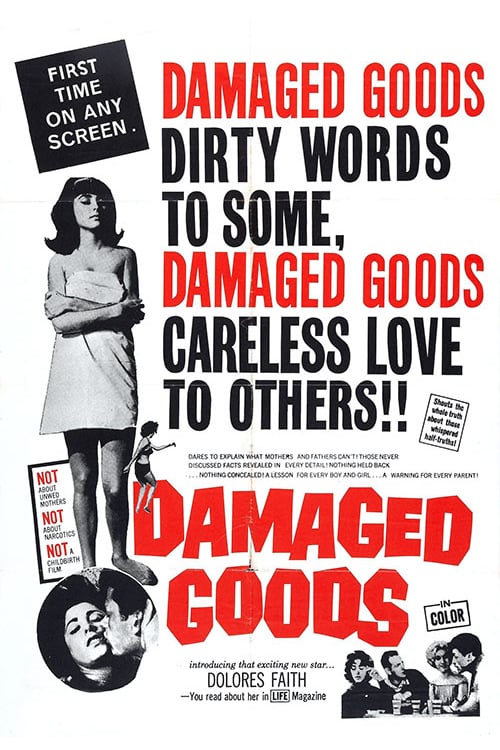 FIRST
TIME
ON ANY
SCREEN.
DAMAGED GOODS
DIRTY WORDS
TO SOME,
DAMAGED GOODS
CARELESS LOVE
TO OTHERS!!
Shouts the
whole truth
about those
whispered
half-truths!
DARES TO EXPLAIN WHAT MOTHERS AND FATHERS CAN'T! THOSE NEVER
DISCUSSED FACTS REVEALED IN EVERY DETAIL! NOTHING HELD BACK
....NOTHING CONCEALED! A LESSON FOR EVERY BOY AND GIRL....A WARNING FOR EVERY PARENT!
NOT
ABOUT
UNWED
MOTHERS
NOT
ABOUT
NARCOTICS
NOT A
CHILDBIRTH
FILM
DAMAGED
GOODS
IN
COLOR
introducing that exciting new star...
DOLORES FAITH
—You read about her in LIFE Magazine